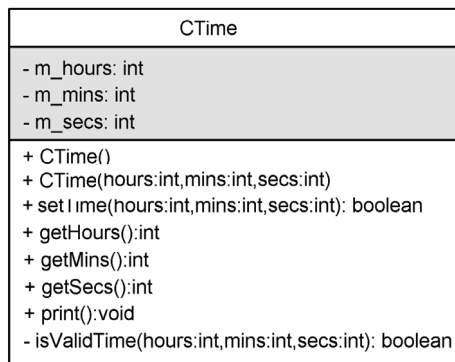 CTime
- m_hours: int
- m_mins: int
- m_secs: int
+ CTime()
+ CTime(hours:int,mins:int,secs:int)
+ setTime(hours:int,mins:int,secs:int): boolean
+ getHours():int
+ getMins():int
+ getSecs():int
+ print():void
- isValidTime(hours:int,mins:int,secs:int): boolean